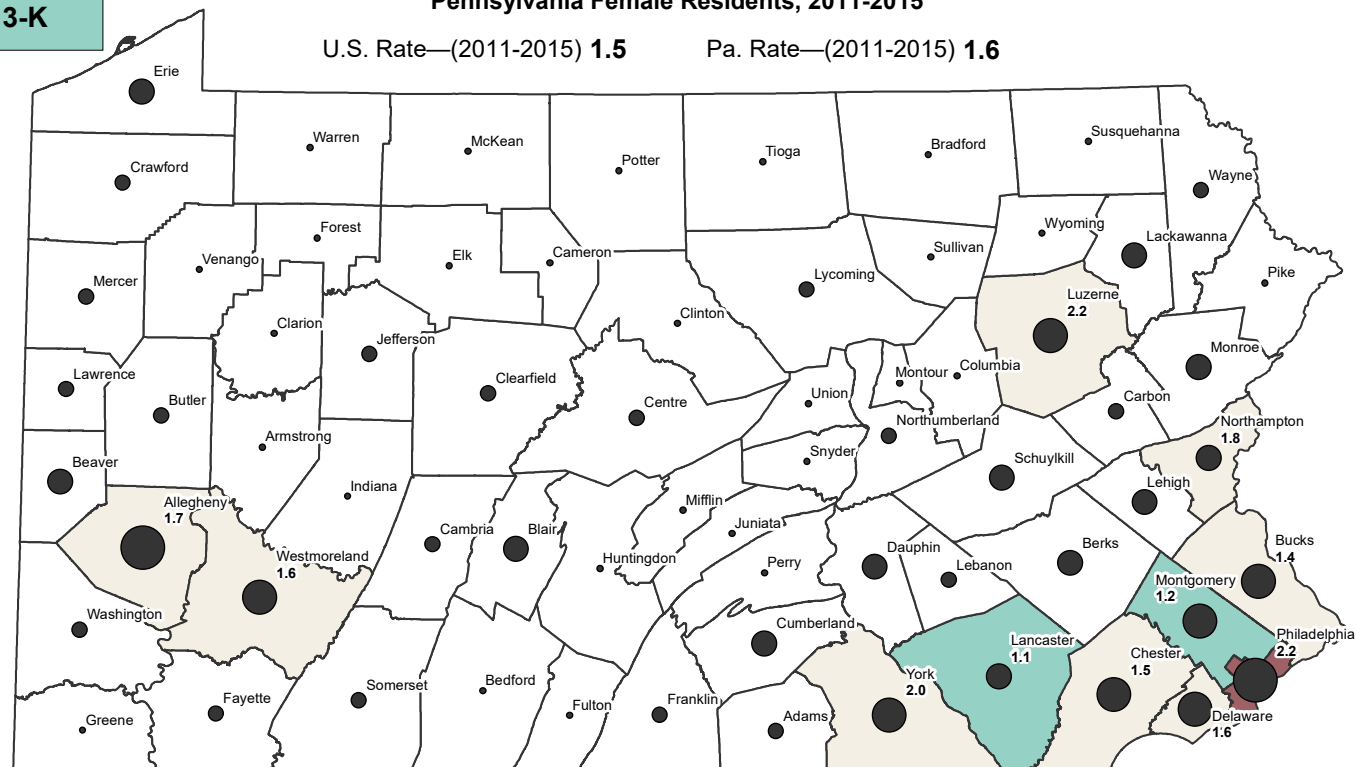 3-K
Pennsylvania Female Residents, 2011-2015
U.S. Rate—(2011-2015) 1.5
Pa. Rate—(2011-2015) 1.6
Erie
Warren
McKean
Potter
Tioga
Bradford
Susquehanna
Crawford
Wayne
Forest
Wyoming
Lackawanna
Venango
Elk
Cameron
Sullivan
Mercer
Lycoming
Pike
Luzerne
2.2
Clinton
Clarion
Jefferson
Monroe
Lawrence
Clearfield
Montour
Columbia
Butler
Centre
Union
Carbon
Northumberland
Northampton
1.8
Armstrong
Snyder
Beaver
Schuylkill
Indiana
Lehigh
Allegheny
1.7
Mifflin
Cambria
Blair
Juniata
Bucks
1.4
Westmoreland
1.6
Huntingdon
Perry
Dauphin
Lebanon
Berks
Montgomery
1.2
Washington
Cumberland
Lancaster
1.1
Philadelphia
2.2
Chester
1.5
York
2.0
Somerset
Bedford
Fayette
Fulton
Franklin
Greene
Adams
Delaware
1.6